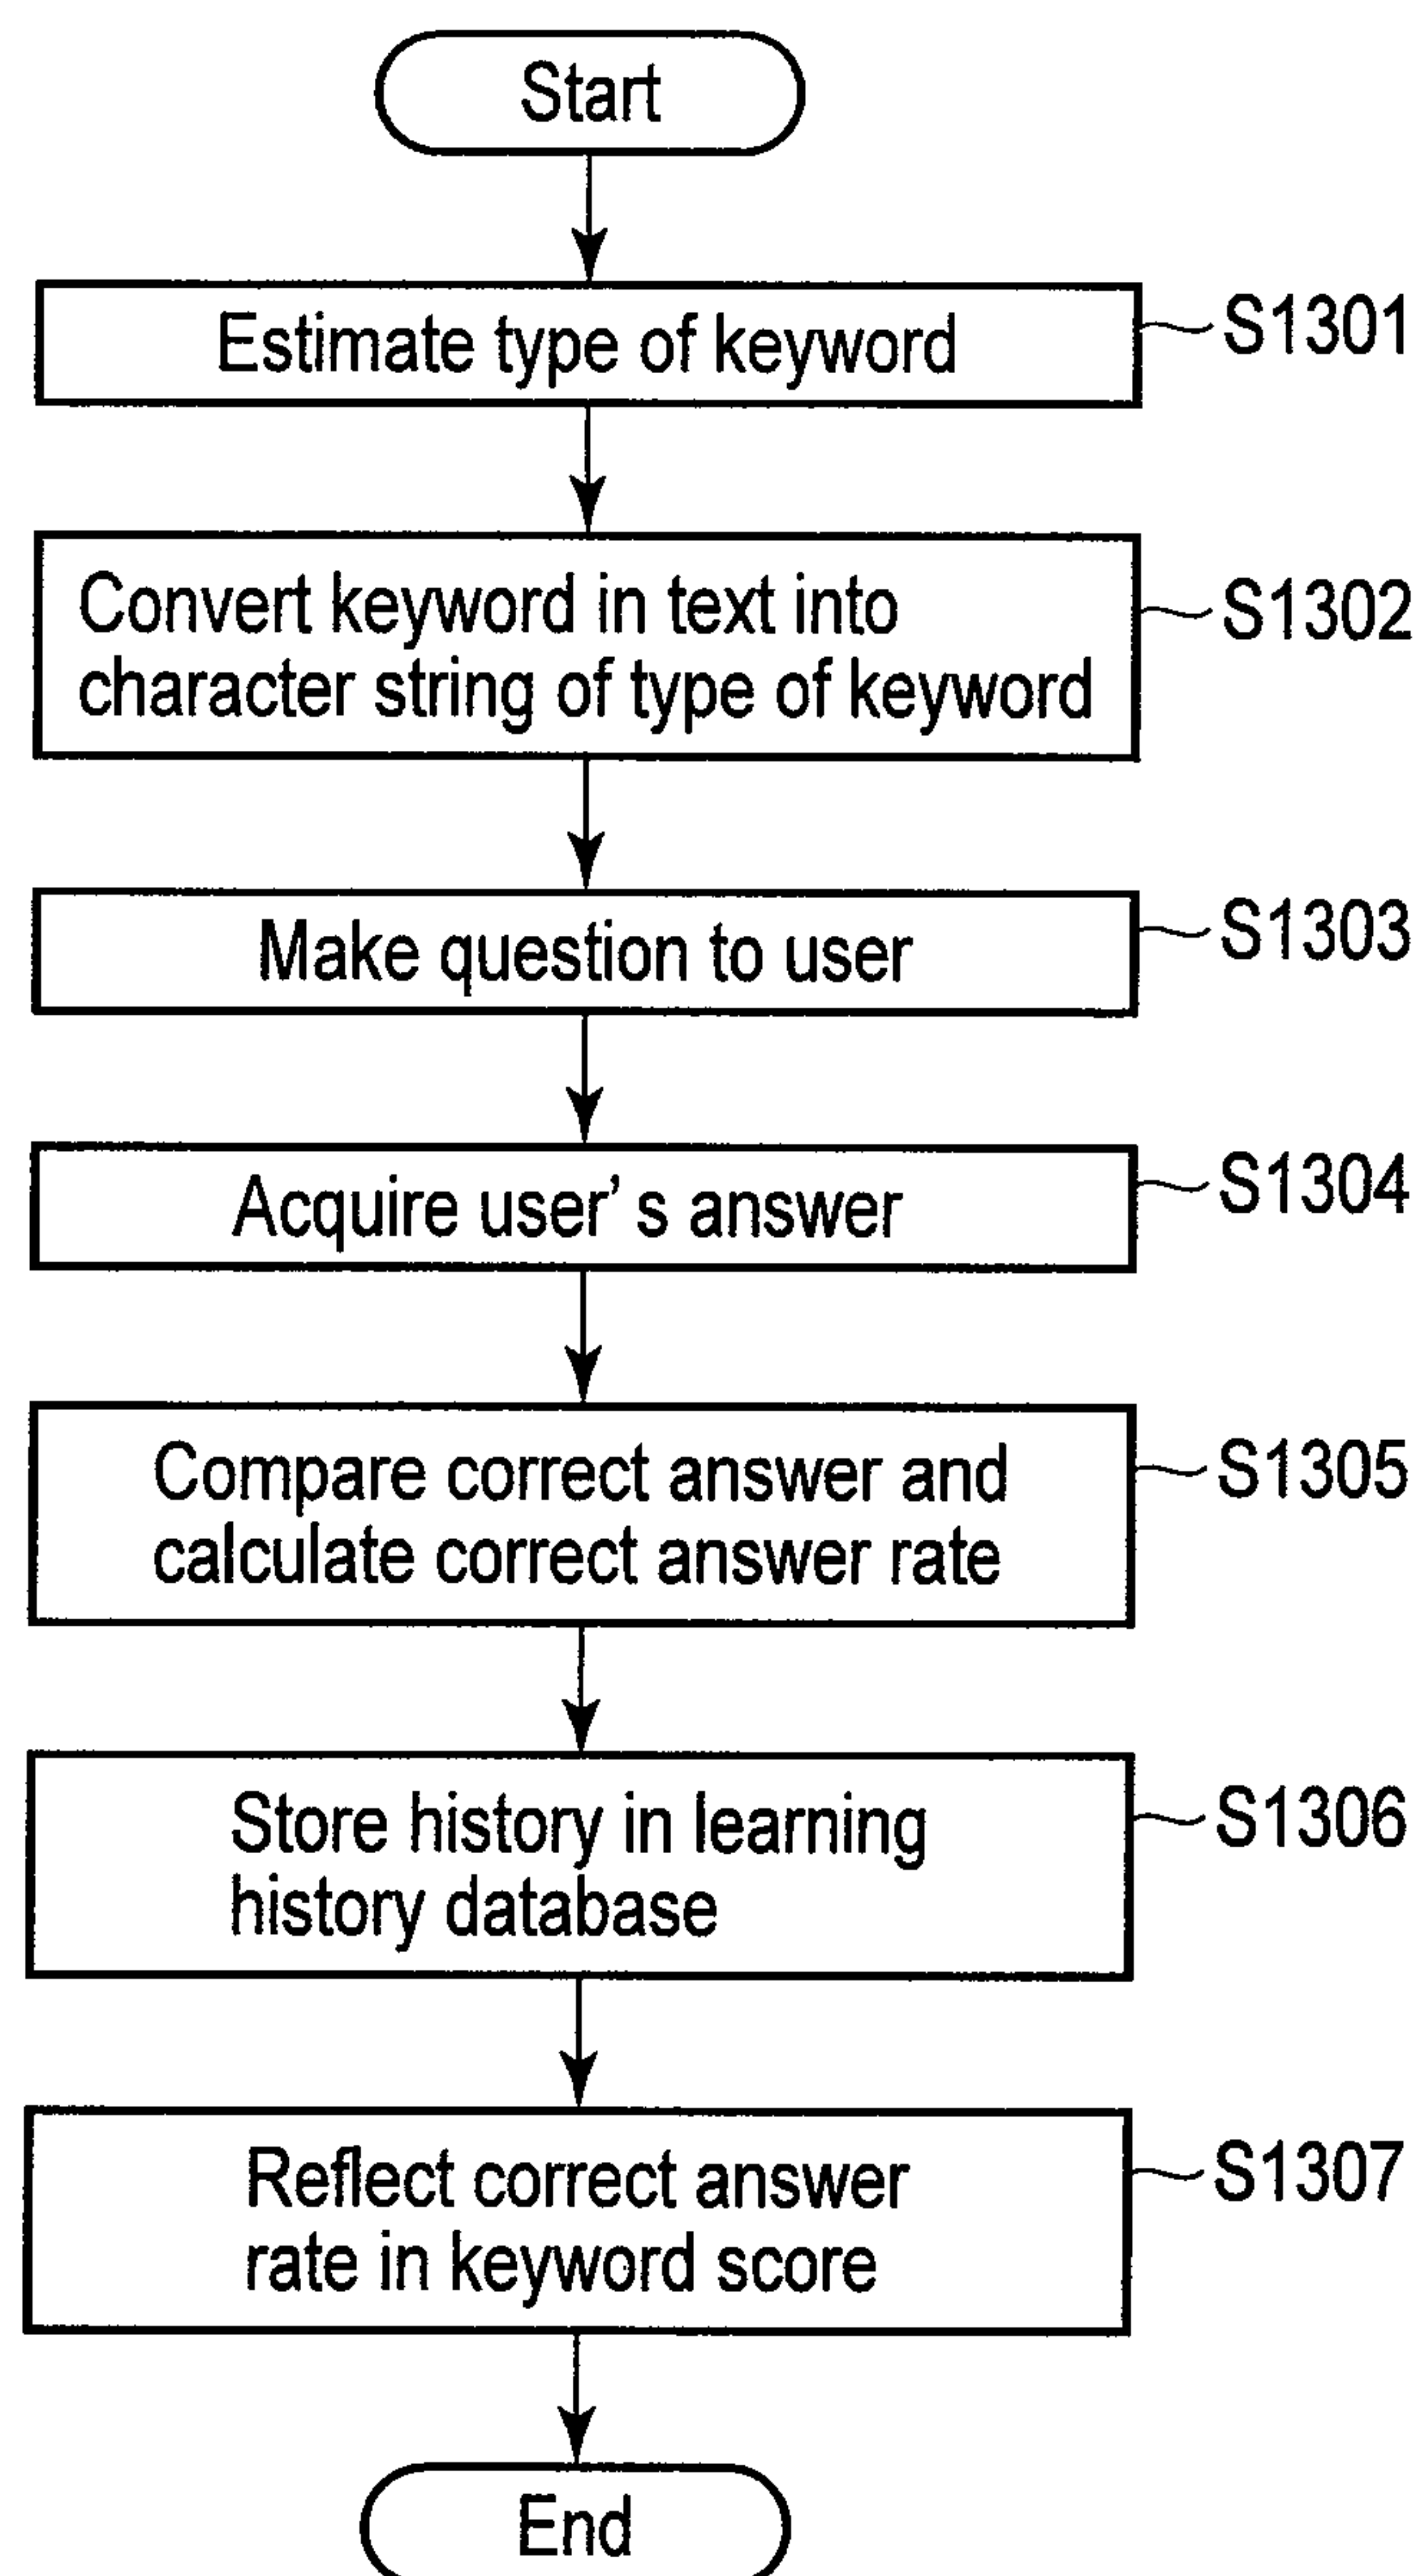 Start
Estimate type of keyword
S1301
Convert keyword in text into
character string of type of keyword
S1302
Make question to user
S1303
Acquire user's answer
S1304
Compare correct answer and
calculate correct answer rate
S1305
Store history in learning
history database
S1306
Reflect correct answer
rate in keyword score
S1307
End